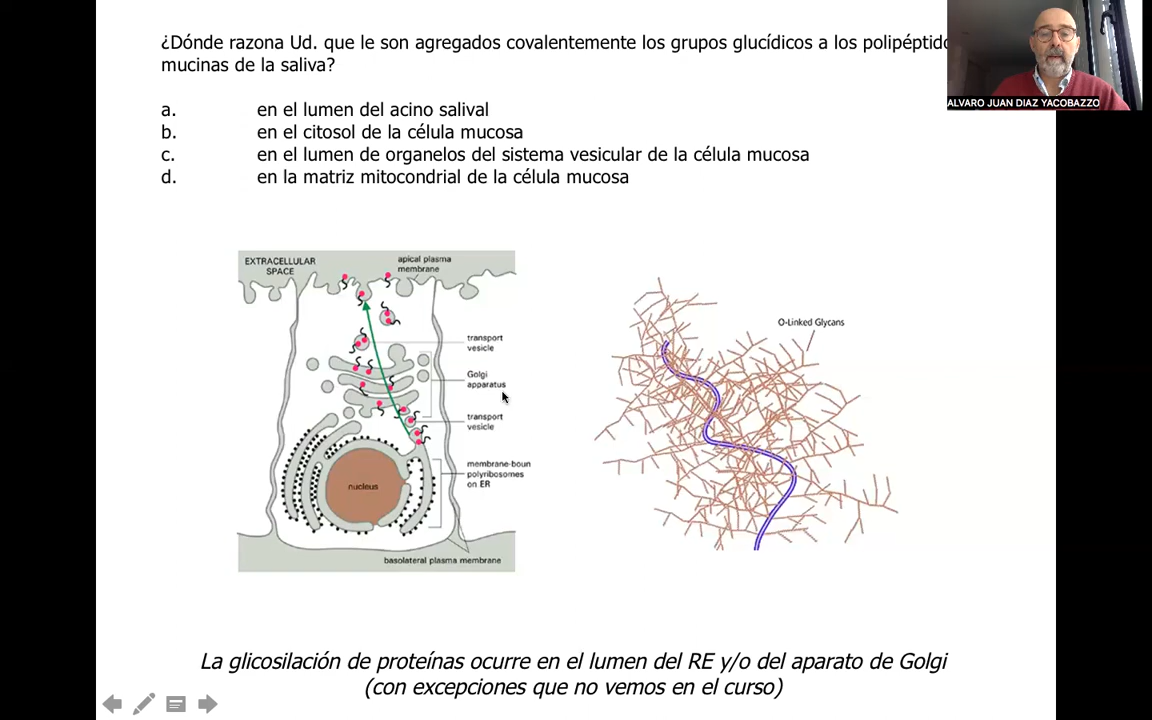 ¿Dónde razona Ud. que le son agregados covalentemente los grupos glucídicos a los
mucinas de la saliva?
ALVARO JUAN DIAZ YACOBAZZO
a. en el lumen del acino salival
b. en el citosol de la célula mucosa
c. en el lumen de organelos del sistema vesicular de la célula mucosa
d. en la matriz mitocondrial de la célula mucosa
EXTRACELLULAR
SPACE
apical plasma
membrane
transport
vesicle
Golgi
apparatus
transport
vesicle
membrane-boun
polyribosomes
on ER
nucleus
basolateral plasma membrane
O-Linked Glycans
La glicosilación de proteínas ocurre en el lumen del RE y/o del aparato de Golgi
(con excepciones que no vemos en el curso)